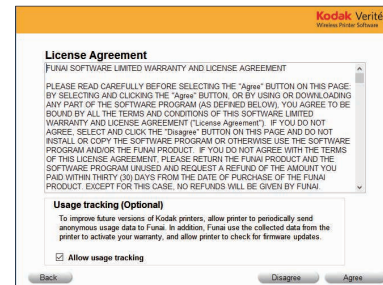 Kodak Verité
Wireless Printer Software
License Agreement
FUNAI SOFTWARE LIMITED WARRANTY AND LICENSE AGREEMENT
PLEASE READ CAREFULLY BEFORE SELECTING THE "Agree" BUTTON ON THIS PAGE:
BY SELECTING AND CLICKING THE "Agree" BUTTON, OR BY USING OR DOWNLOADING
ANY PART OF THE SOFTWARE PROGRAM (AS DEFINED BELOW), YOU AGREE TO BE
BOUND BY ALL THE TERMS AND CONDITIONS OF THIS SOFTWARE LIMITED
WARRANTY AND LICENSE AGREEMENT ("License Agreement"). IF YOU DO NOT
AGREE, SELECT AND CLICK THE "Disagree" BUTTON ON THIS PAGE AND DO NOT
INSTALL OR COPY THE SOFTWARE PROGRAM OR OTHERWISE USE THE SOFTWARE
PROGRAM AND/OR THE FUNAI PRODUCT. IF YOU DO NOT AGREE WITH THE TERMS
OF THIS LICENSE AGREEMENT, PLEASE RETURN THE FUNAI PRODUCT AND THE
SOFTWARE PROGRAM UNUSED AND REQUEST A REFUND OF THE AMOUNT YOU
PAID WITHIN THIRTY (30) DAYS FROM THE DATE OF PURCHASE OF THE FUNAI
PRODUCT. EXCEPT FOR THIS CASE, NO REFUNDS WILL BE GIVEN BY FUNAI.
Usage tracking (Optional)
To improve future versions of Kodak printers, allow printer to periodically send
anonymous usage data to Funai. In addition, Funai use the collected data from the
printer to activate your warranty, and allow printer to check for firmware updates.
Allow usage tracking
Back
Disagree
Agree